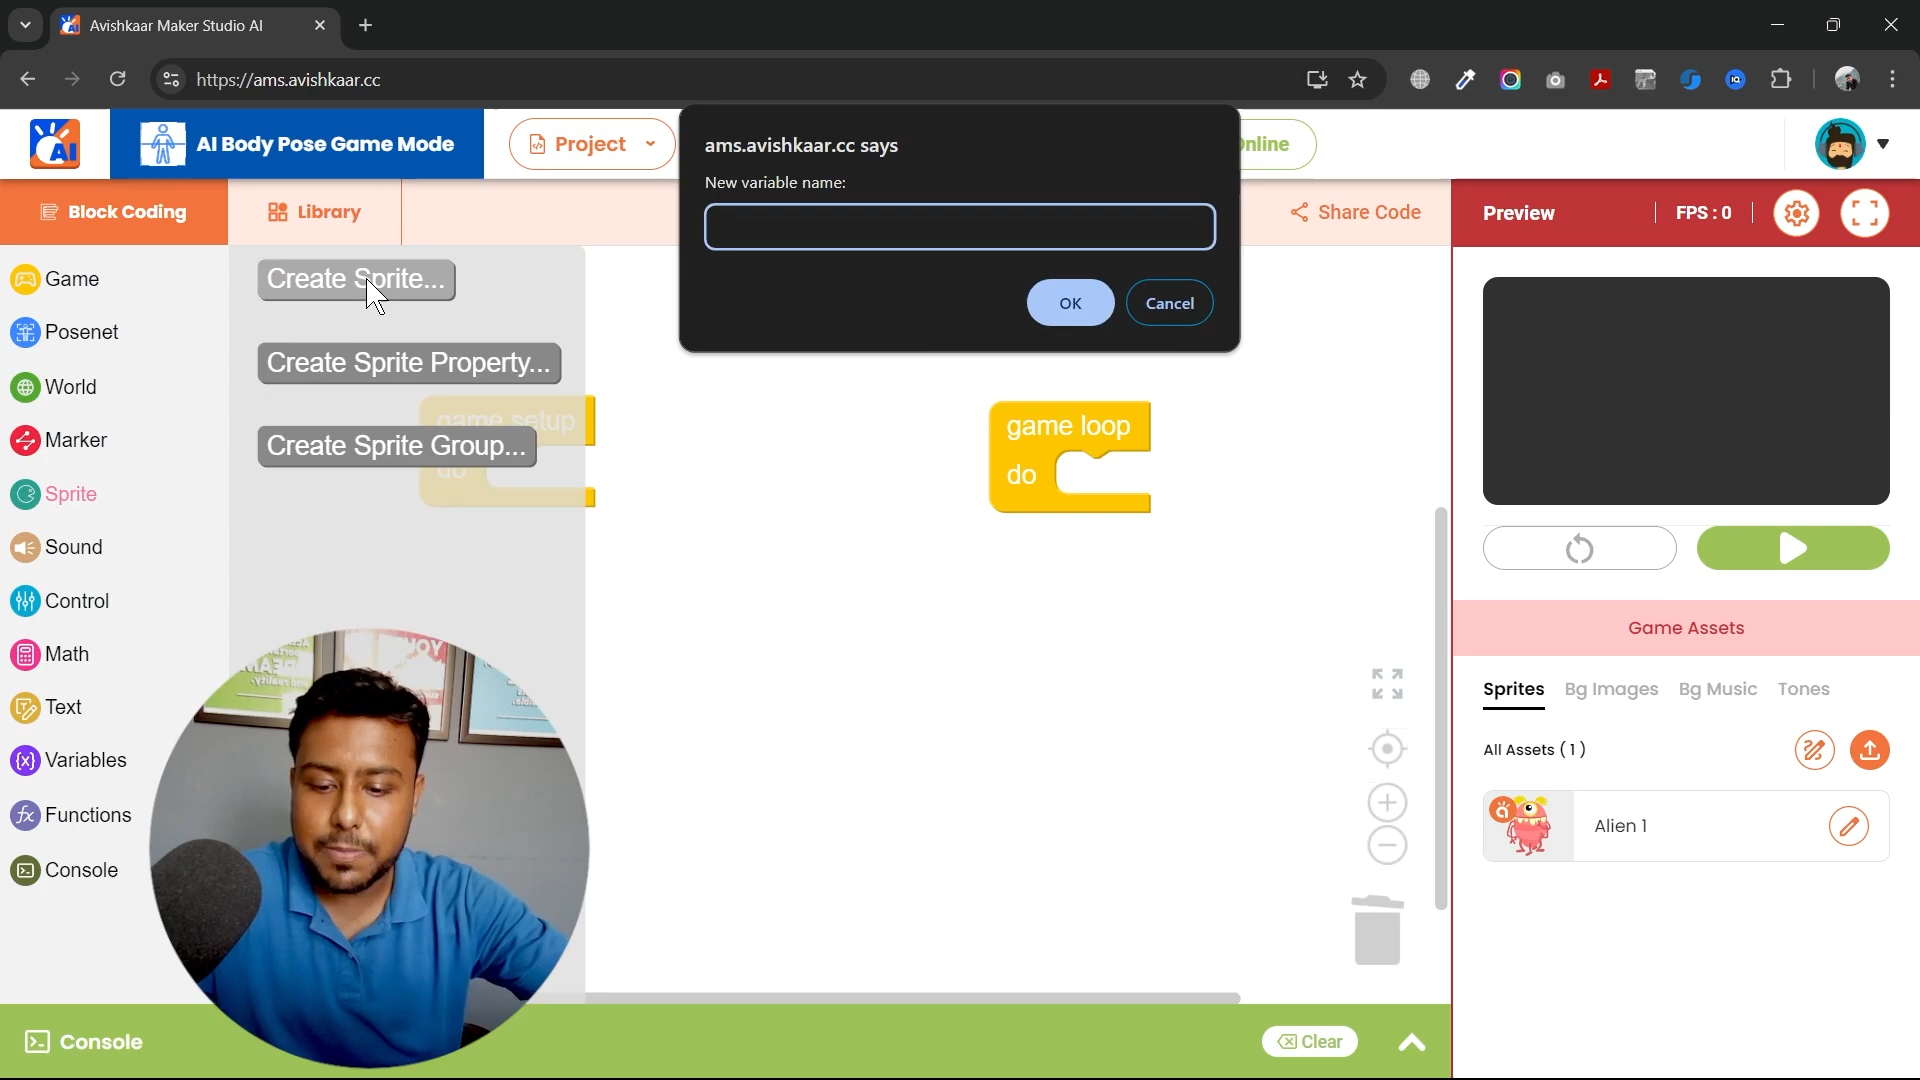 Avishkaar Maker Studio AI
https://ams.avishkaar.cc
AI
AI Body Pose Game Mode
Project
Online
ams.avishkaar.cc says
New variable name:
OK
Cancel
Block Coding
Library
Share Code
Preview
FPS : 0
Game
Posenet
World
Marker
Sprite
Sound
Control
Math
Text
Variables
Functions
Console
Create Sprite...
Create Sprite Property...
game setup
Create Sprite Group...
do
game loop
do
Game Assets
Sprites
Bg Images
Bg Music
Tones
All Assets ( 1 )
Alien 1
Console
Clear